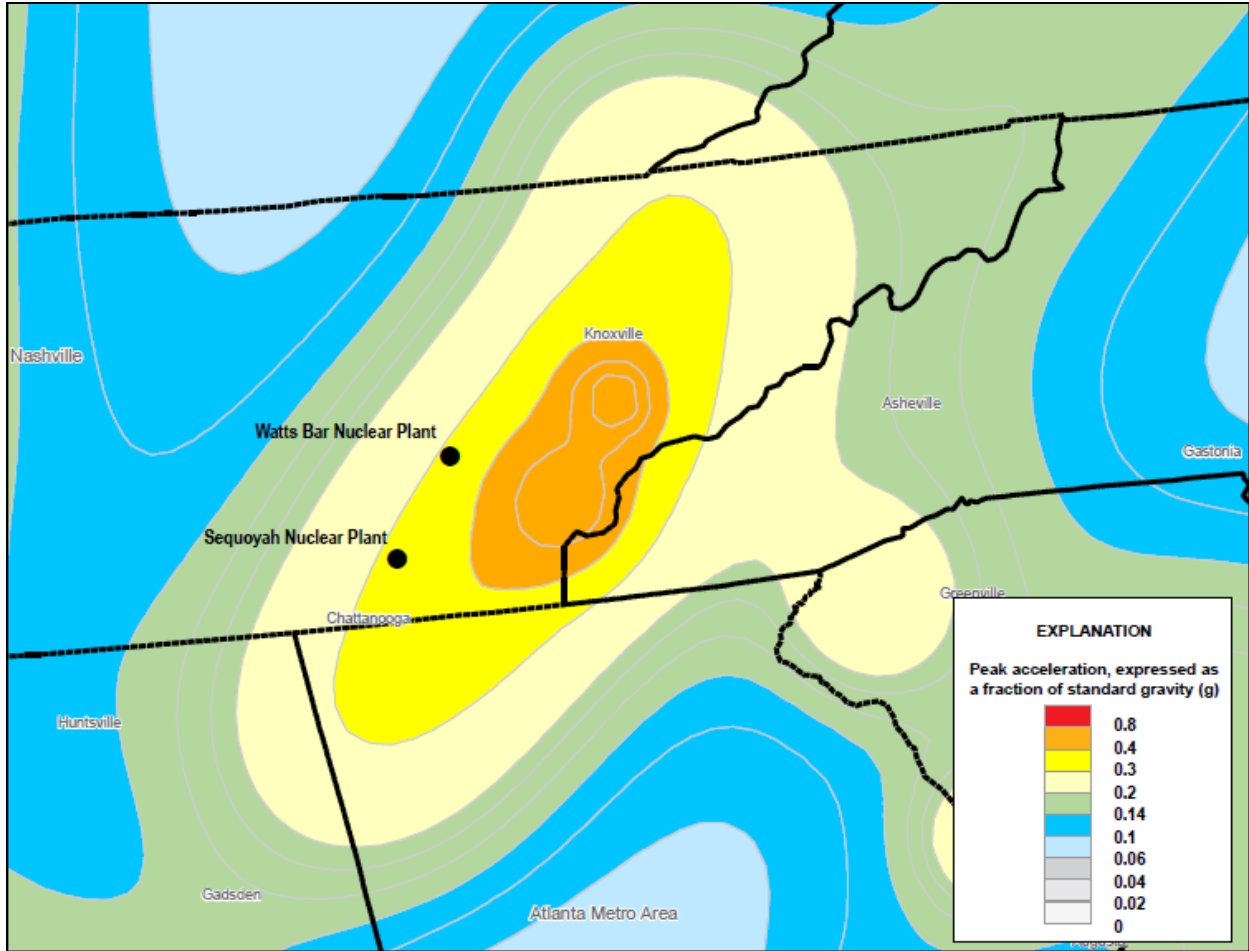 Knoxville
Nashville
Asheville
Watts Bar Nuclear Plant
Gastonia
Sequoyah Nuclear Plant
Greenville
Chattanooga
Huntsville
Gadsden
Atlanta Metro Area
EXPLANATION
Peak acceleration, expressed as
a fraction of standard gravity (g)
0.8
0.4
0.3
0.2
0.14
0.1
0.06
0.04
0.02
0